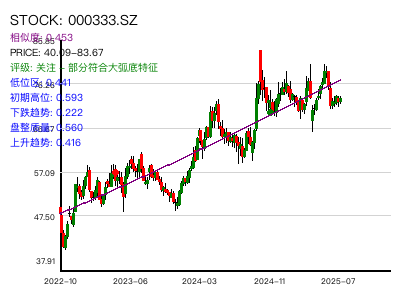 STOCK: 000333.SZ
相似度: 0.453
PRICE: 40.09-83.67
评级: 关注 - 部分符合大弧底特征
低位区: 0.441
初期高位: 0.593
下跌趋势: 0.222
盘整质量: 0.560
上升趋势: 0.416
57.09
47.50
37.91
2022-10
2023-06
2024-03
2024-11
2025-07